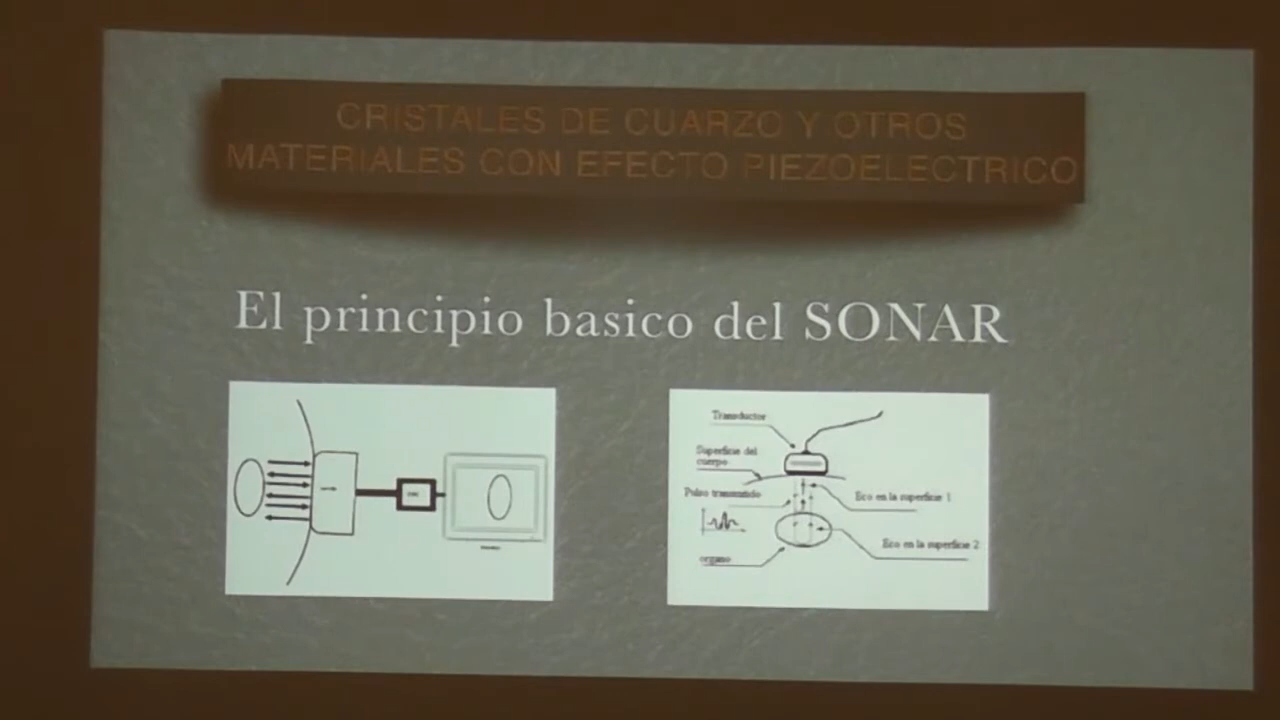 CRISTALES DE CUARZO Y OTROS
MATERIALES CON EFECTO PIEZOELECTRICO
El principio basico del SONAR
Transductor
Superficie del
cuerpo
Pulso transmitido
Eco en la superficie 1
Eco en la superficie 2
organo